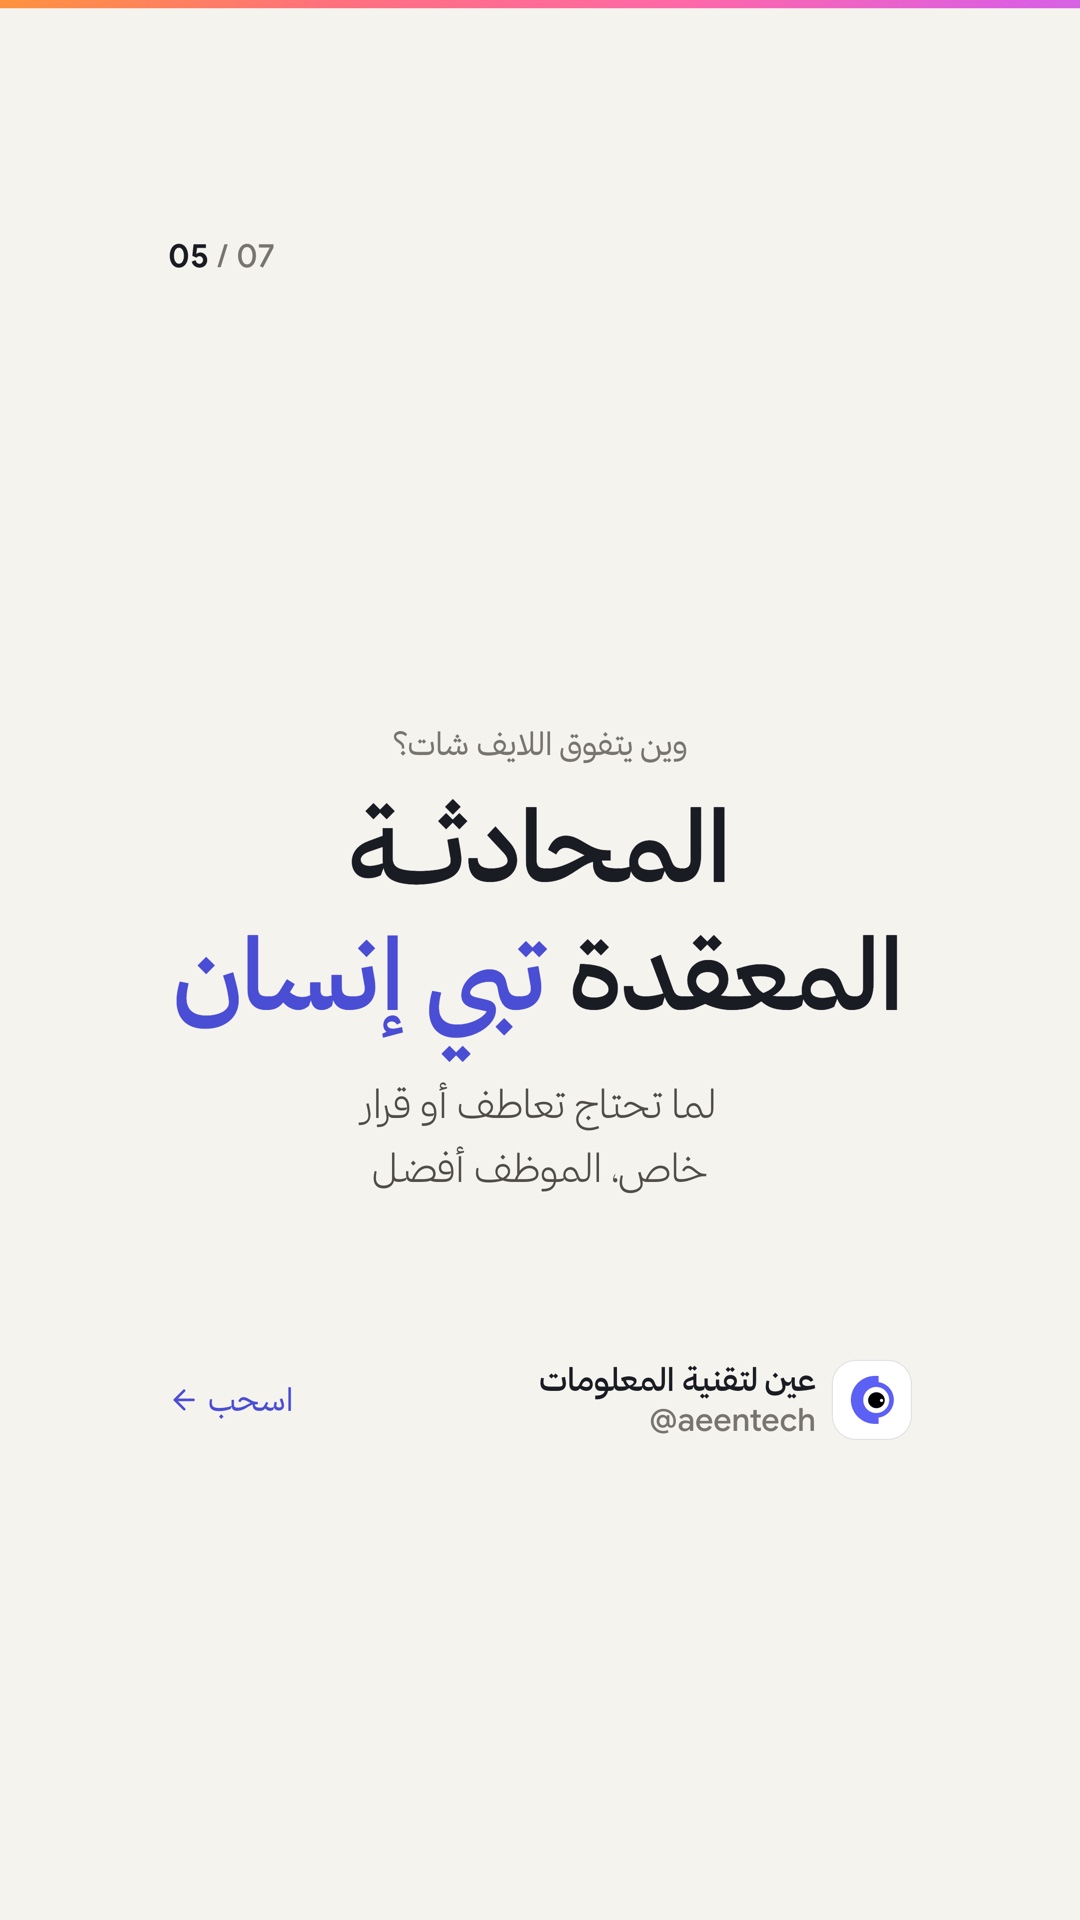 05 / 07
وين يتفوق اللايف شات؟
المحادثـة
المعقدة تبي إنسان
لما تحتاج تعاطف أو قرار
خاص، الموظف أفضل
عين لتقنية المعلومات
@aeentech
اسحب ←